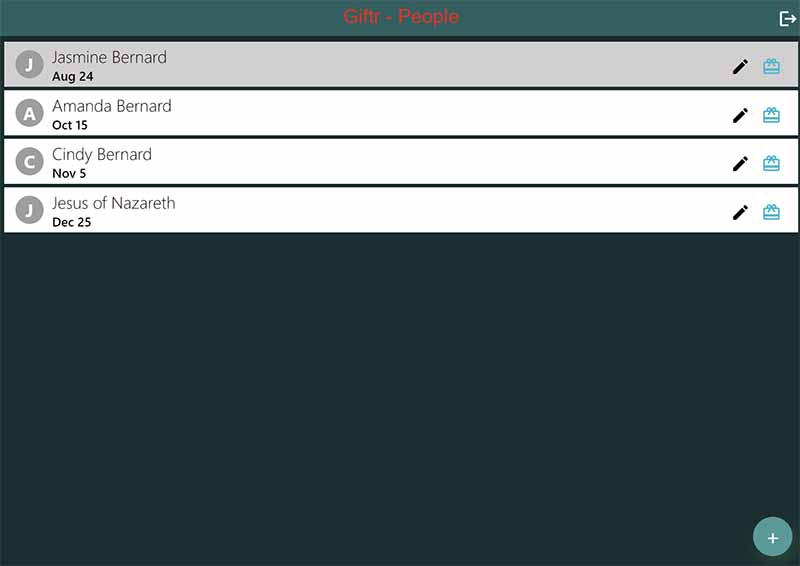 Giftr - People
J
Jasmine Bernard
Aug 24
A
Amanda Bernard
Oct 15
C
Cindy Bernard
Nov 5
J
Jesus of Nazareth
Dec 25
+